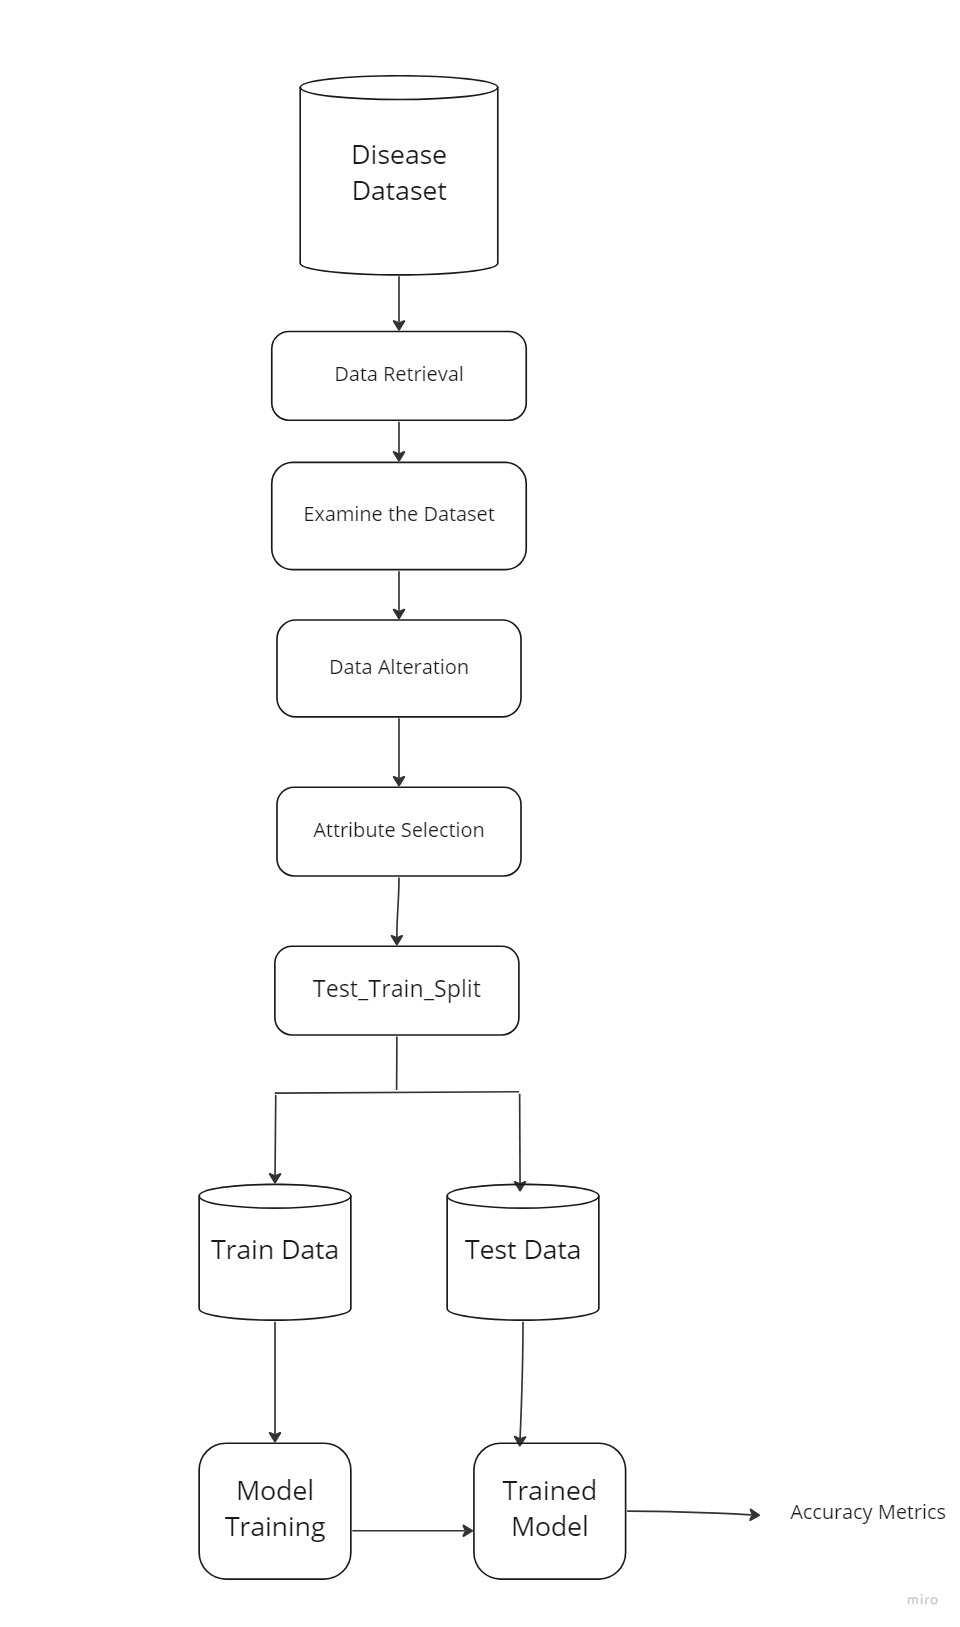 Disease
Dataset
Data Retrieval
Examine the Dataset
Data Alteration
Attribute Selection
Test_Train_Split
Train Data
Test Data
Model
Training
Trained
Model
Accuracy Metrics
miro